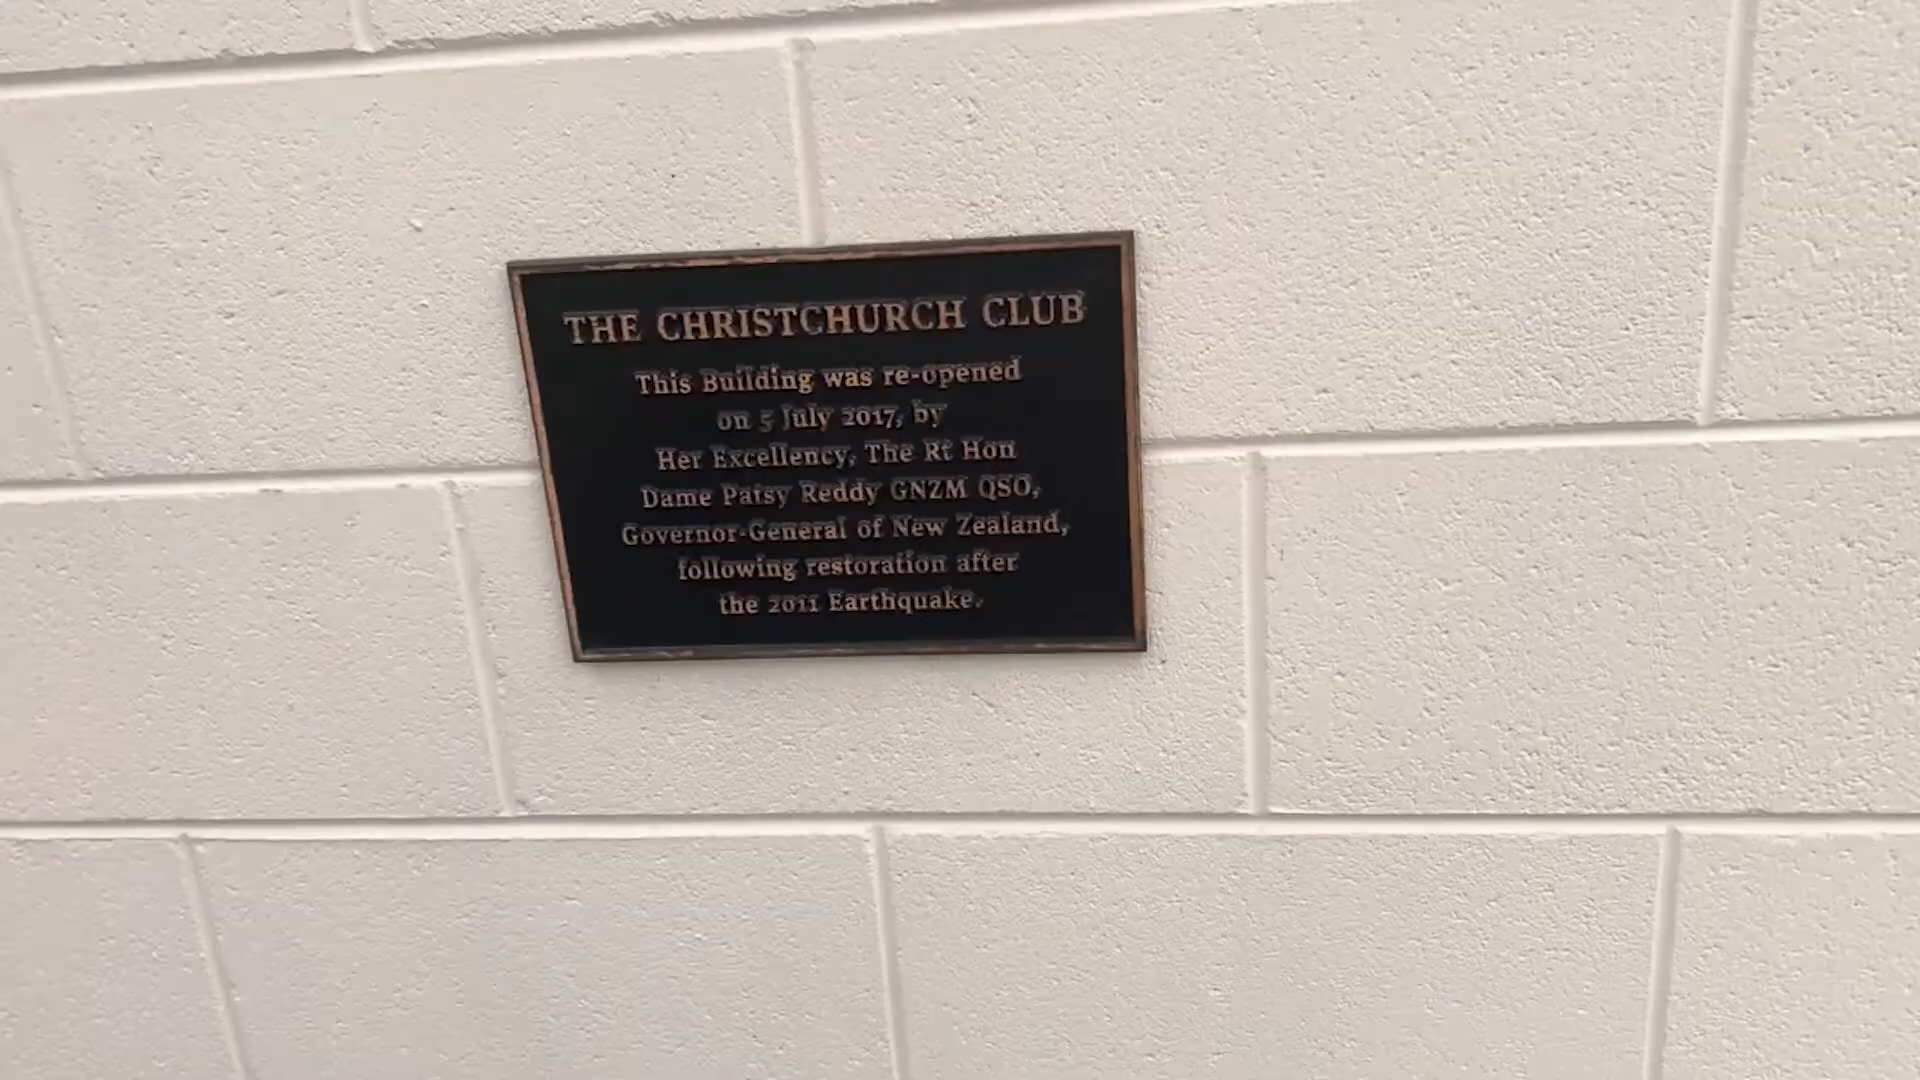 THE CHRISTCHURCH CLUB
This Building was re-opened
on 5 July 2017, by
Her Excellency, The Rt Hon
Dame Patsy Reddy GNZM QSO,
Governor-General of New Zealand,
following restoration after
the 2011 Earthquake.